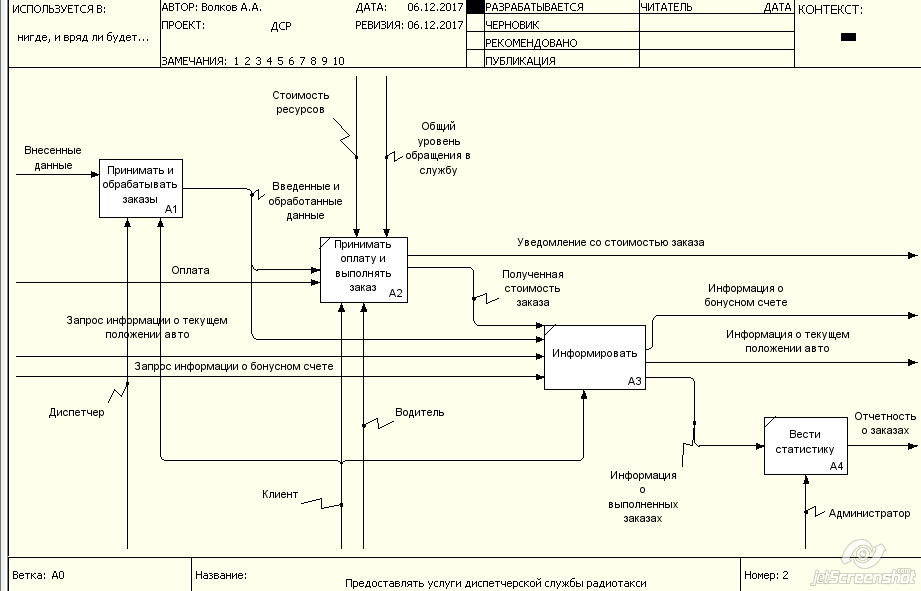 ИСПОЛЬЗУЕТСЯ В:
нигде, и вряд ли будет...
АВТОР: Волков А.А.
ДАТА: 06.12.2017
ПРОЕКТ: ДСР
РЕВИЗИЯ: 06.12.2017
ЗАМЕЧАНИЯ: 1 2 3 4 5 6 7 8 9 10
РАЗРАБАТЫВАЕТСЯ
ЧЕРНОВИК
РЕКОМЕНДОВАНО
ПУБЛИКАЦИЯ
ЧИТАТЕЛЬ ДАТА
КОНТЕКСТ:
Стоимость
ресурсов
Общий
уровень
обращения в
службу
Внесенные
данные
Принимать и
обрабатывать
заказы
A1
Введенные и
обработанные
данные
Принимать
оплату и
выполнять
заказ
A2
Уведомление со стоимостью заказа
Оплата
Полученная
стоимость
заказа
Информация о
бонусном счете
Запрос информации о текущем
положении авто
Информация о текущем
положении авто
Информировать
A3
Запрос информации о бонусном счете
Диспетчер
Водитель
Отчетность
о заказах
Вести
статистику
A4
Клиент
Информация
о
выполненных
заказах
Администратор
Ветка: A0
Название:
Предоставлять услуги диспетчерской службы радиотакси
Номер: 2
jetScreenshot
.com